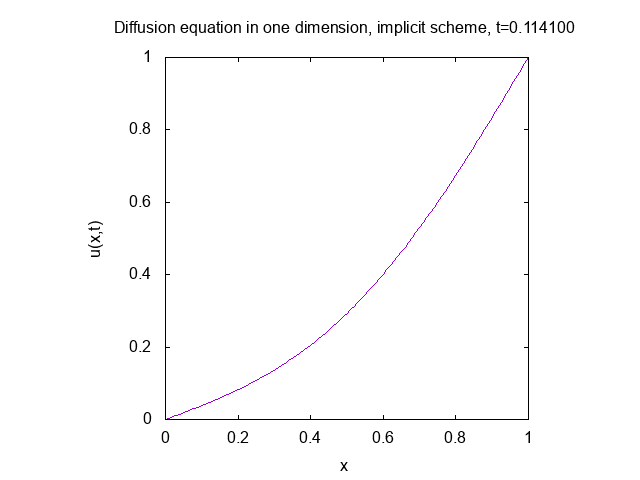 Diffusion equation in one dimension, implicit scheme, t=0.114100
1
0.8
0.6
0.4
0.2
0
u(x,t)
0 0.2 0.4 0.6 0.8 1
x